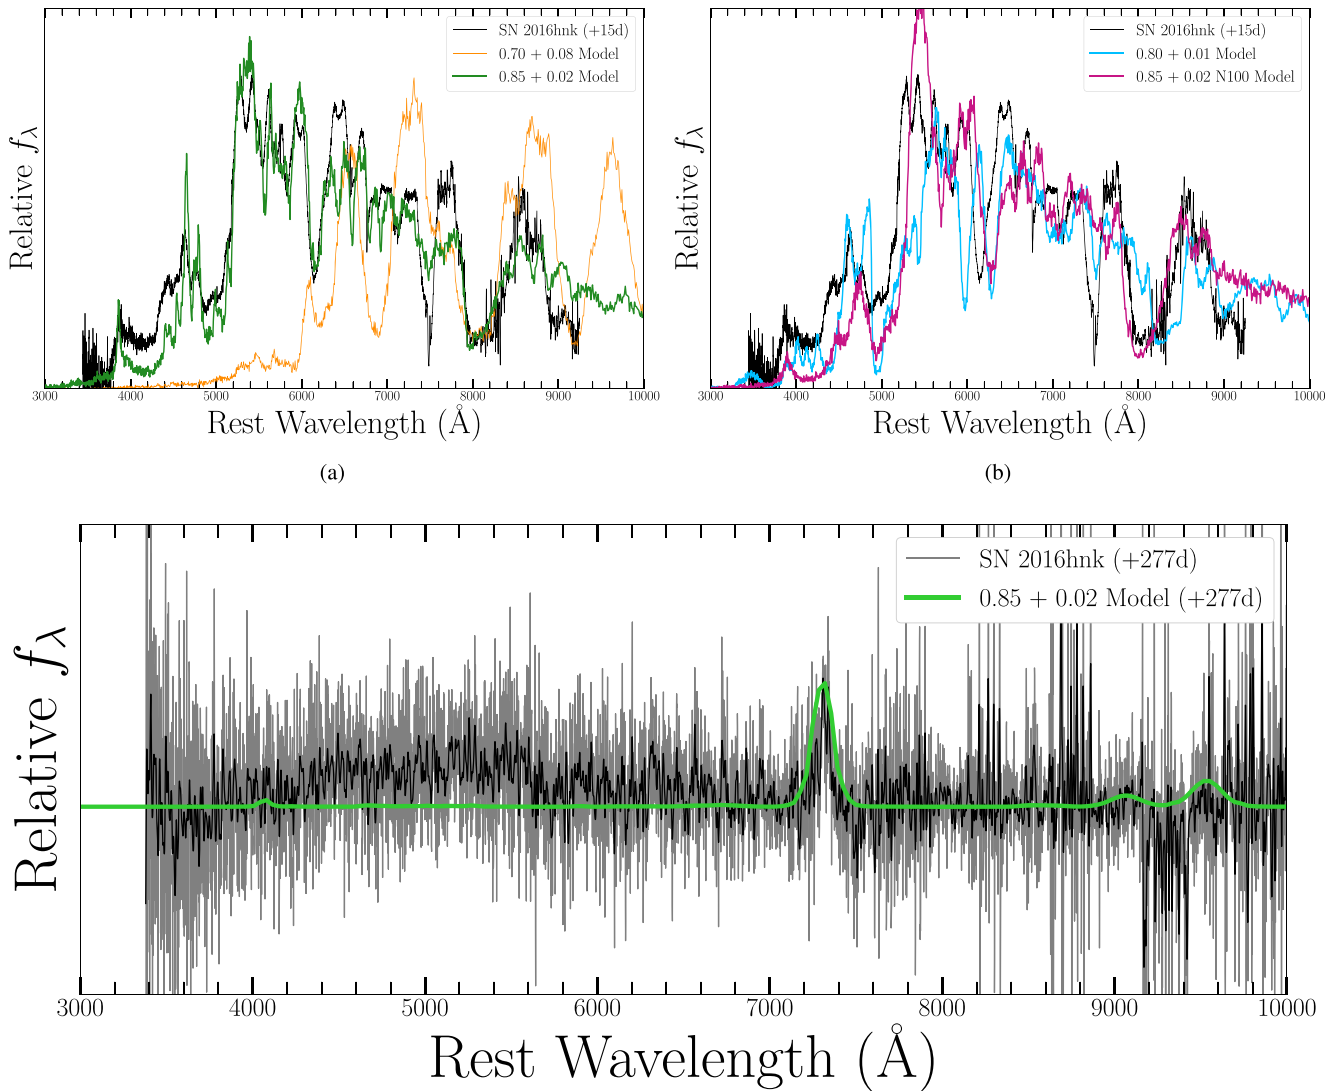 SN 2016hnk (+15d)
0.70 + 0.08 Model
0.85 + 0.02 Model
Relative fλ
3000 4000 5000 6000 7000 8000 9000 10000
Rest Wavelength (Å)
(a)
SN 2016hnk (+15d)
0.80 + 0.01 Model
0.85 + 0.02 N100 Model
Relative fλ
3000 4000 5000 6000 7000 8000 9000 10000
Rest Wavelength (Å)
(b)
SN 2016hnk (+277d)
0.85 + 0.02 Model (+277d)
Relative fλ
3000 4000 5000 6000 7000 8000 9000 10000
Rest Wavelength (Å)